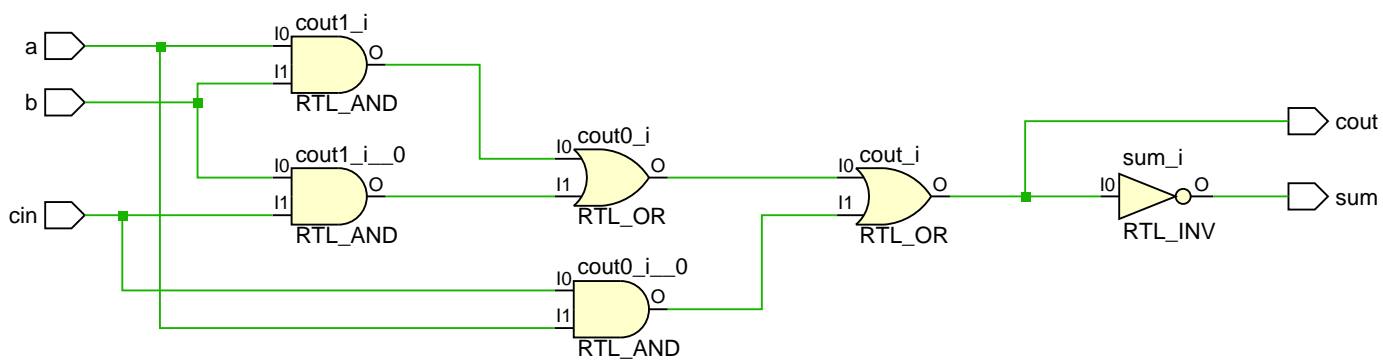 a
b
cin
cout1_i
I0
I1
O
RTL_AND
cout1_i__0
I0
I1
O
RTL_AND
cout0_i
I0
I1
O
RTL_OR
cout0_i__0
I0
I1
O
RTL_AND
cout_i
I0
I1
O
RTL_OR
sum_i
I0
O
RTL_INV
cout
sum